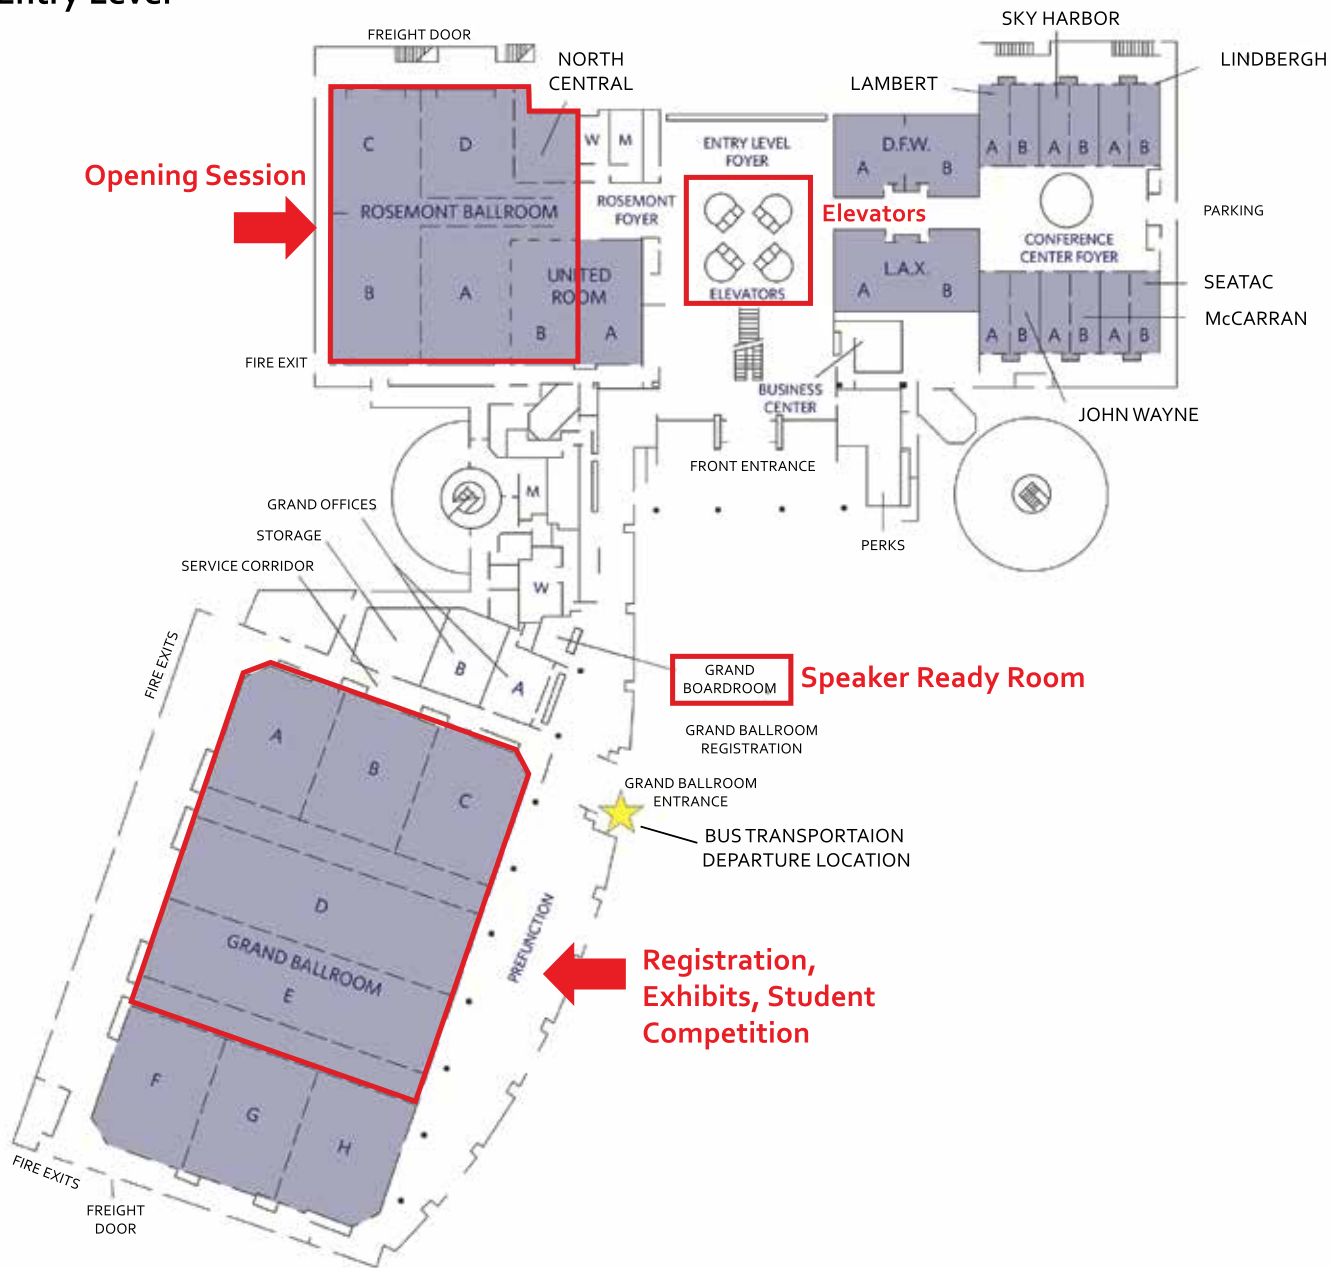 Entry Level
SKY HARBOR
FREIGHT DOOR
NORTH
CENTRAL
LAMBERT
LINDBERGH
C
D
W
M
ENTRY LEVEL
FOYER
D.F.W.
A
B
A
B
A
B
A
B
Opening Session
ROSEMONT BALLROOM
ROSEMONT
FOYER
Elevators
PARKING
CONFERENCE
CENTER FOYER
UNITED
ROOM
ELEVATORS
L.A.X.
A
B
SEATAC
McCARRAN
B
A
B
A
A
B
A
B
A
B
FIRE EXIT
BUSINESS
CENTER
JOHN WAYNE
FRONT ENTRANCE
M
GRAND OFFICES
STORAGE
SERVICE CORRIDOR
PERKS
W
FIRE EXITS
B
A
GRAND
BOARDROOM
Speaker Ready Room
GRAND BALLROOM
REGISTRATION
A
B
C
GRAND BALLROOM
ENTRANCE
BUS TRANSPORTAION
DEPARTURE LOCATION
D
GRAND BALLROOM
E
PREFUNCTION
Registration,
Exhibits, Student
Competition
F
G
H
FIRE EXITS
FREIGHT
DOOR